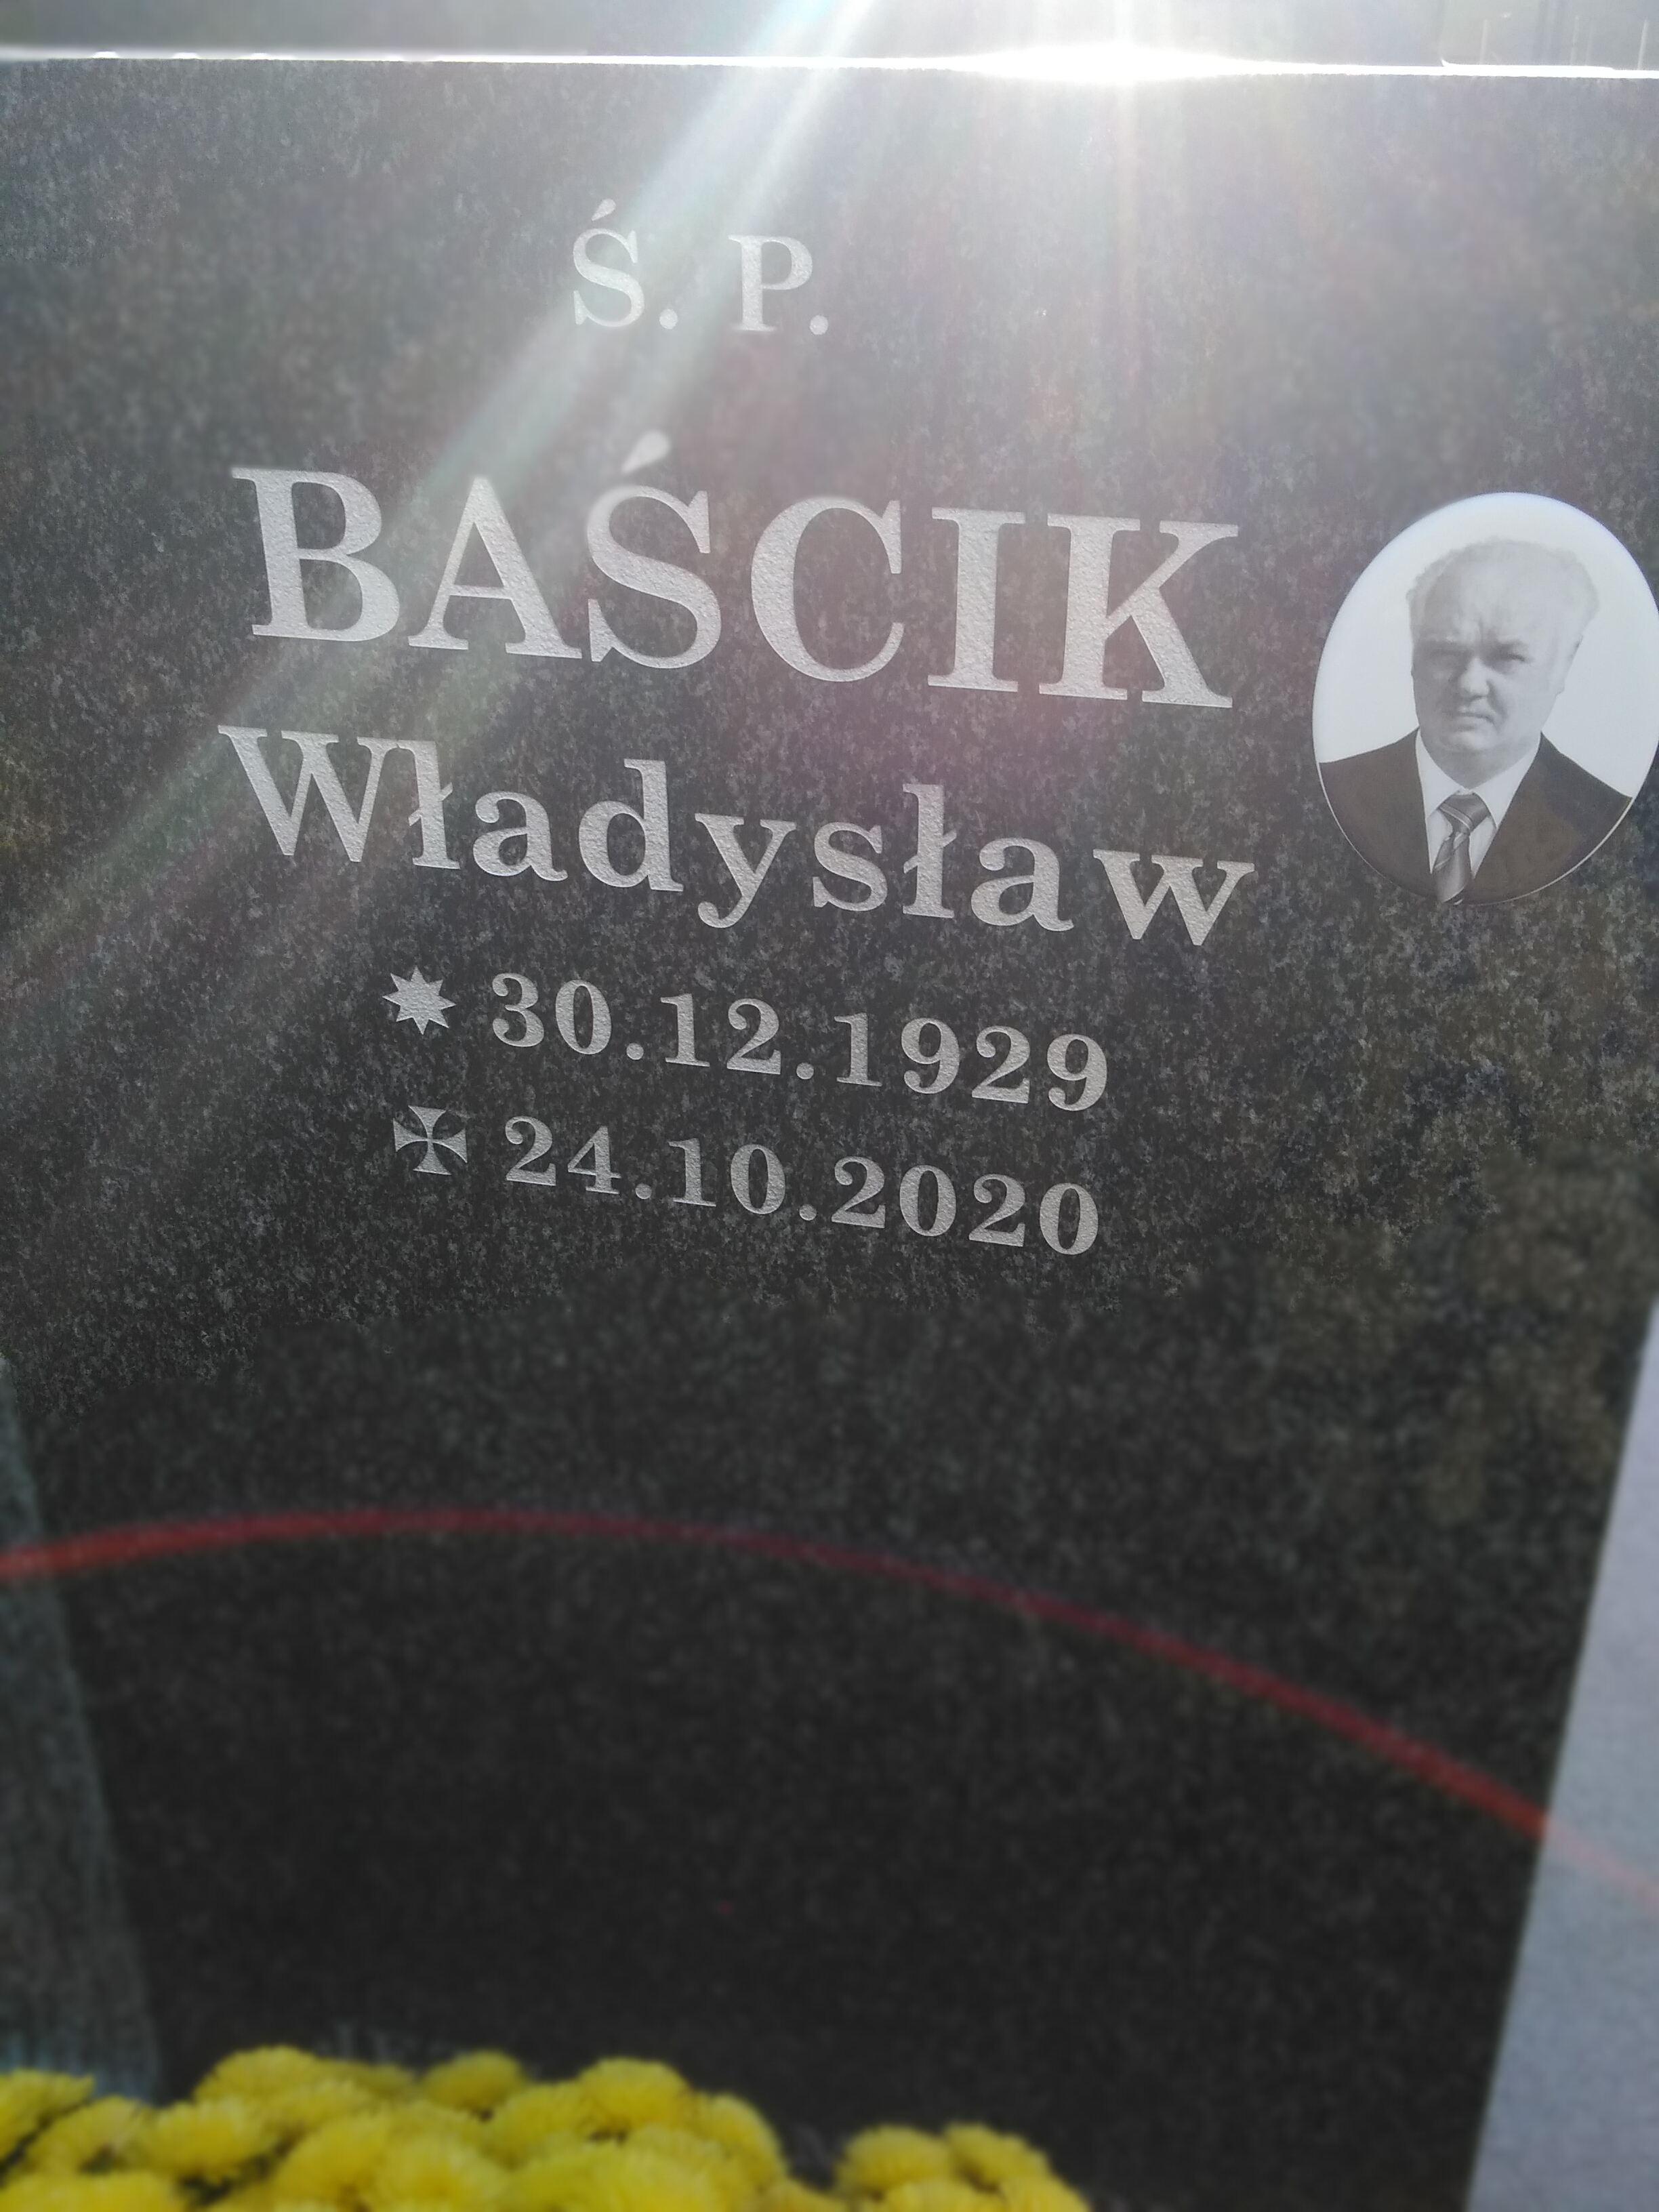 Ś. P.
BAŚCIK
Władysław
30.12.1929
24.10.2020